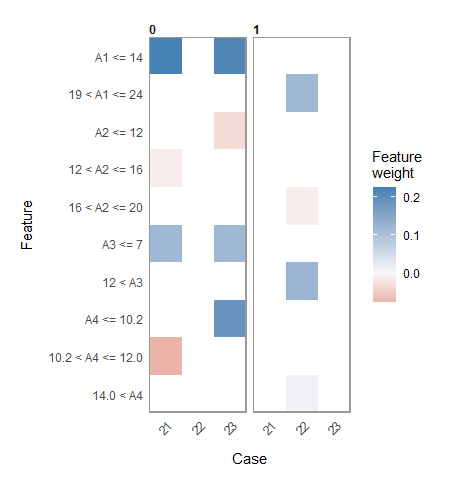 0 1
A1 <= 14
19 < A1 <= 24
A2 <= 12
12 < A2 <= 16
16 < A2 <= 20
A3 <= 7
12 < A3
A4 <= 10.2
10.2 < A4 <= 12.0
14.0 < A4
Feature
21 22 23 21 22 23
Case
Feature
weight
0.2
0.1
0.0